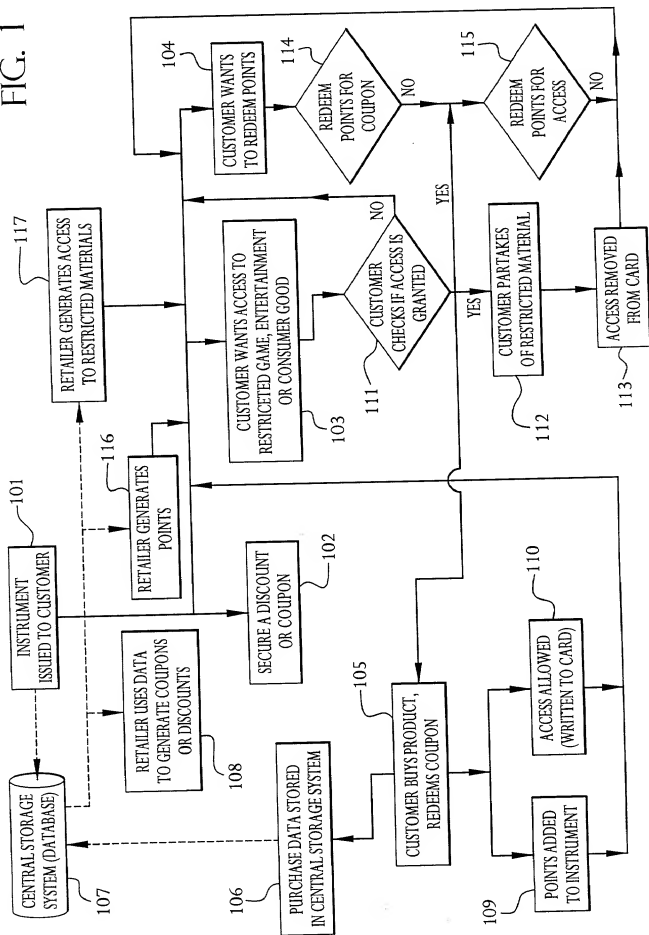 FIG. 1
101
INSTRUMENT
ISSUED TO CUSTOMER
CENTRAL STORAGE
SYSTEM (DATABASE)
107
117
RETAILER GENERATES ACCESS
TO RESTRICTED MATERIALS
RETAILER USES DATA
TO GENERATE COUPONS
OR DISCOUNTS
108
116
RETAILER GENERATES
POINTS
SECURE A DISCOUNT
OR COUPON
102
CUSTOMER WANTS ACCESS TO
RESTRICETED GAME, ENTERTAINMENT
OR CONSUMER GOOD
103
104
CUSTOMER WANTS
TO REDEEM POINTS
114
REDEEM
POINTS FOR
COUPON
NO
CUSTOMER
CHECKS IF ACCESS IS
GRANTED
111
NO
YES
YES
115
REDEEM
POINTS FOR
ACCESS
NO
CUSTOMER PARTAKES
OF RESTRICTED MATERIAL
112
ACCESS REMOVED
FROM CARD
113
PURCHASE DATA STORED
IN CENTRAL STORAGE SYSTEM
106
105
CUSTOMER BUYS PRODUCT,
REDEEMS COUPON
POINTS ADDED
TO INSTRUMENT
109
ACCESS ALLOWED
(WRITTEN TO CARD)
110